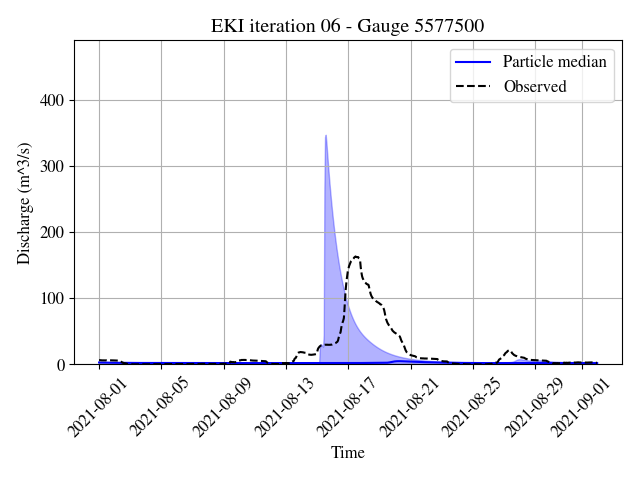 EKI iteration 06 - Gauge 5577500
Particle median
Observed
Discharge (m^3/s)
400
300
200
100
0
2021-08-01
2021-08-05
2021-08-09
2021-08-13
2021-08-17
2021-08-21
2021-08-25
2021-08-29
2021-09-01
Time